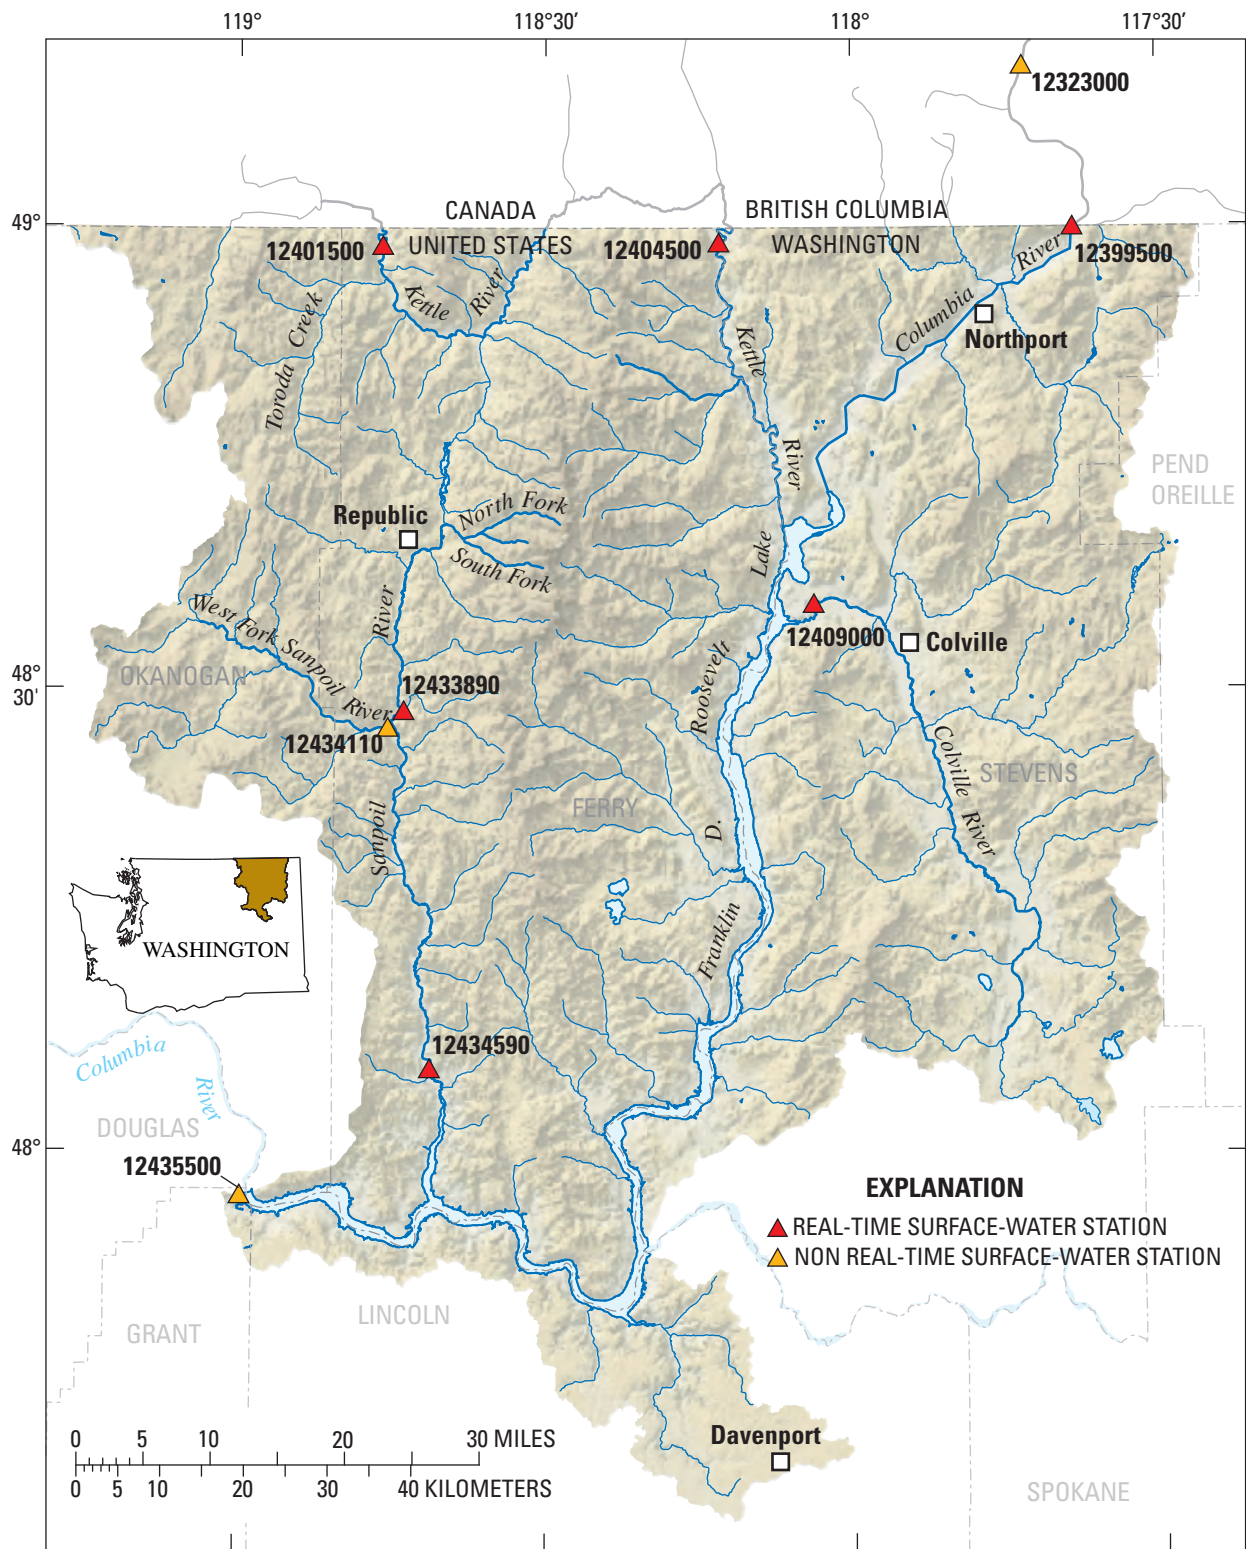 119°
118°30'
118°
117°30'
12323000
49°
CANADA
BRITISH COLUMBIA
12401500
UNITED STATES
12404500
WASHINGTON
River
12399500
Kettle
River
Columbia
Toroda Creek
Kettle
Northport
River
PEND
OREILLE
Republic
North Fork
South Fork
Lake
River
West Fork Sanpoil River
12409000
Colville
OKANOGAN
48°
30'
12433890
Roosevelt
12434110
Colville River
STEVENS
FERRY
Sanpoil
D.
WASHINGTON
Franklin
Columbia
River
12434590
DOUGLAS
48°
12435500
EXPLANATION
REAL-TIME SURFACE-WATER STATION
NON REAL-TIME SURFACE-WATER STATION
LINCOLN
GRANT
Davenport
0 5 10 20 30 MILES
0 5 10 20 30 40 KILOMETERS
SPOKANE